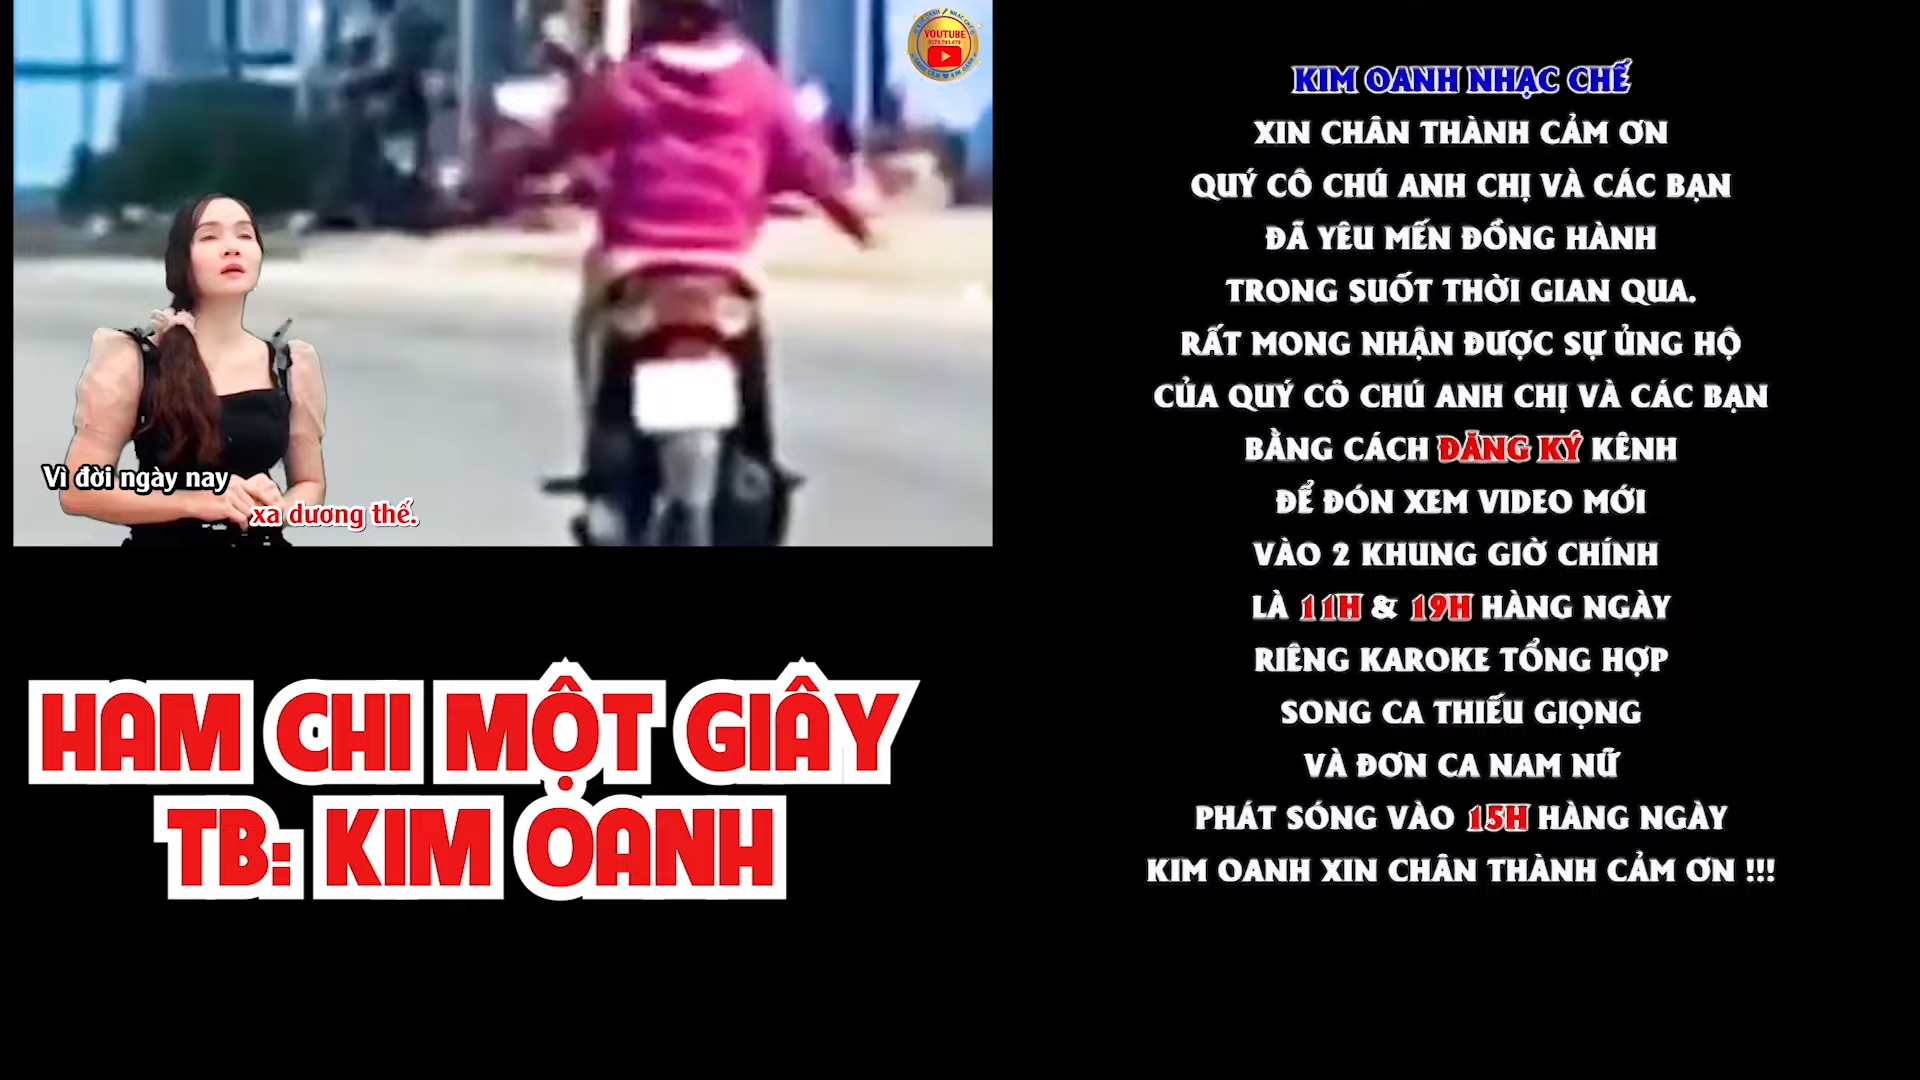 YOUTUBE
Vì đời ngày nay
xa dương thế.
HAM CHI MỘT GIÂY
TB: KIM OANH
KIM OANH NHẠC CHẾ
XIN CHÂN THÀNH CẢM ƠN
QUÝ CÔ CHÚ ANH CHỊ VÀ CÁC BẠN
ĐÃ YÊU MẾN ĐỒNG HÀNH
TRONG SUỐT THỜI GIAN QUA.
RẤT MONG NHẬN ĐƯỢC SỰ ỦNG HỘ
CỦA QUÝ CÔ CHÚ ANH CHỊ VÀ CÁC BẠN
BẰNG CÁCH ĐĂNG KÝ KÊNH
ĐỂ ĐÓN XEM VIDEO MỚI
VÀO 2 KHUNG GIỜ CHÍNH
LÀ 11H & 19H HÀNG NGÀY
RIÊNG KAROKE TỔNG HỢP
SONG CA THIẾU GIỌNG
VÀ ĐƠN CA NAM NỮ
PHÁT SÓNG VÀO 15H HÀNG NGÀY
KIM OANH XIN CHÂN THÀNH CẢM ƠN !!!